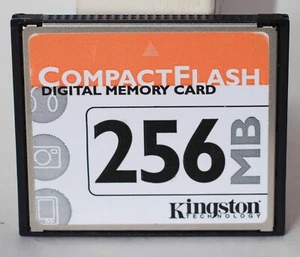 COMPACTFLASH
DIGITAL MEMORY CARD
256 MB
Kingston
TECHNOLOGY